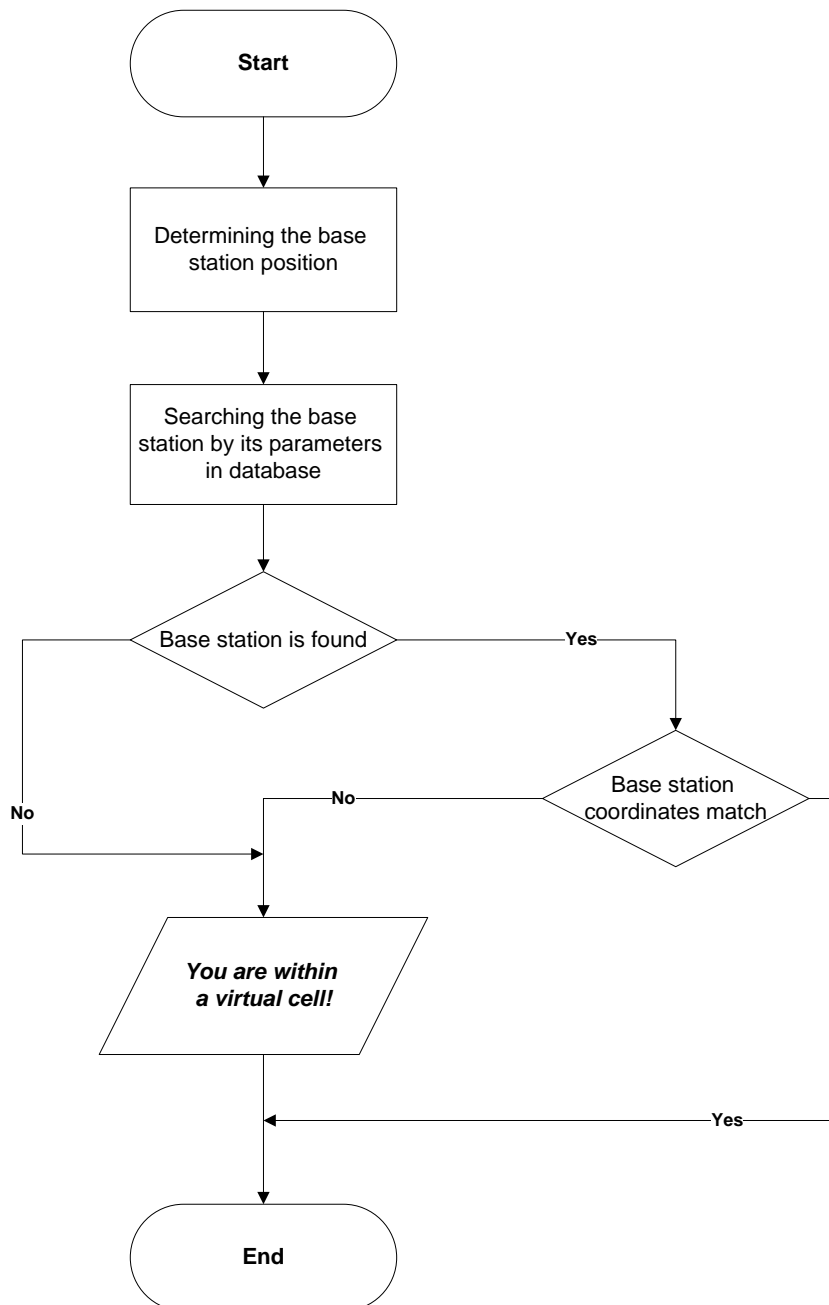 Start
Determining the base
station position
Searching the base
station by its parameters
in database
Base station is found
Yes
Base station
coordinates match
No
No
You are within
a virtual cell!
Yes
End